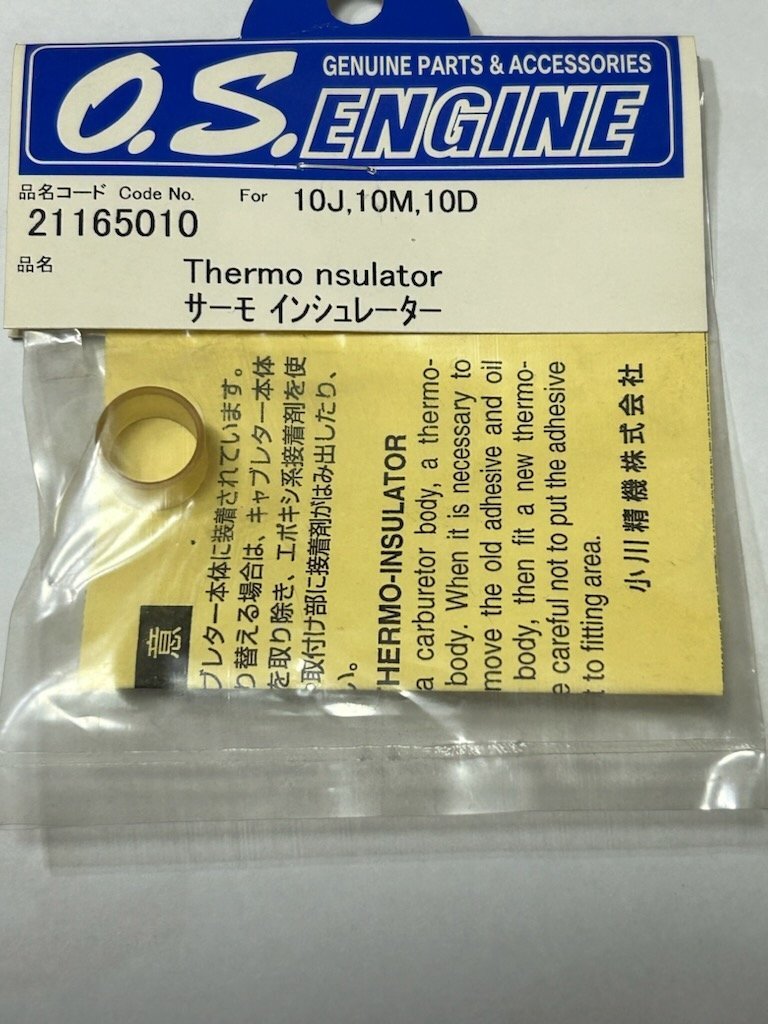 GENUINE PARTS & ACCESSORIES
O.S. ENGINE
品名コード Code No. For 10J,10M,10D
21165010
品名 Thermo nsulator
サーモ インシュレーター
意
ブレター本体に装着されています。
り替える場合は、キャブレター本体
を取り除き、エポキシ系接着剤を使
取付け部に接着剤がはみ出したり、
い。
THERMO-INSULATOR
a carburetor body, a thermo-
body. When it is necessary to
move the old adhesive and oil
body, then fit a new thermo-
e careful not to put the adhesive
t to fitting area.
小川精機株式会社